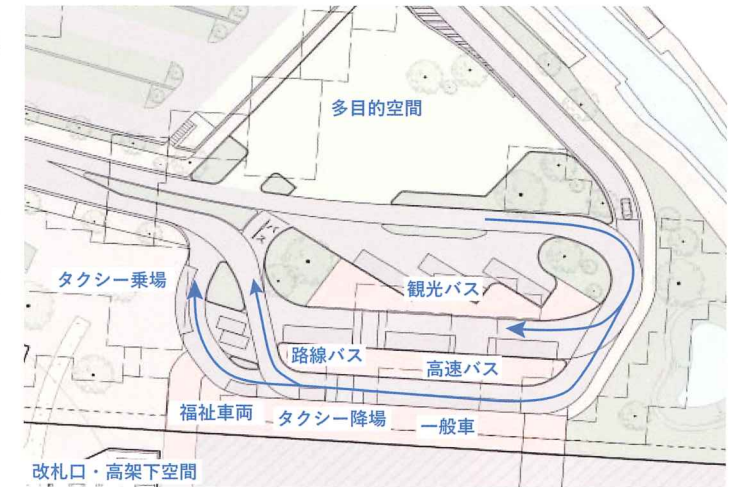 多目的空間
バス
タクシー乗場
観光バス
路線バス
高速バス
福祉車両
タクシー降場
一般車
改札口・高架下空間